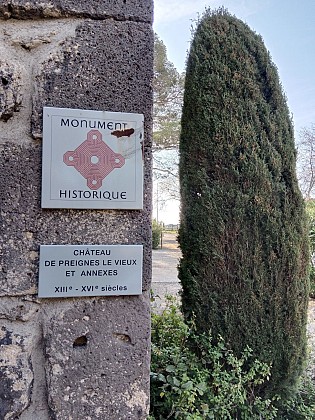 MONUMENT
HISTORIQUE
CHÂTEAU
DE PREIGNES LE VIEUX
ET ANNEXES
XIIIe - XVIe siècles